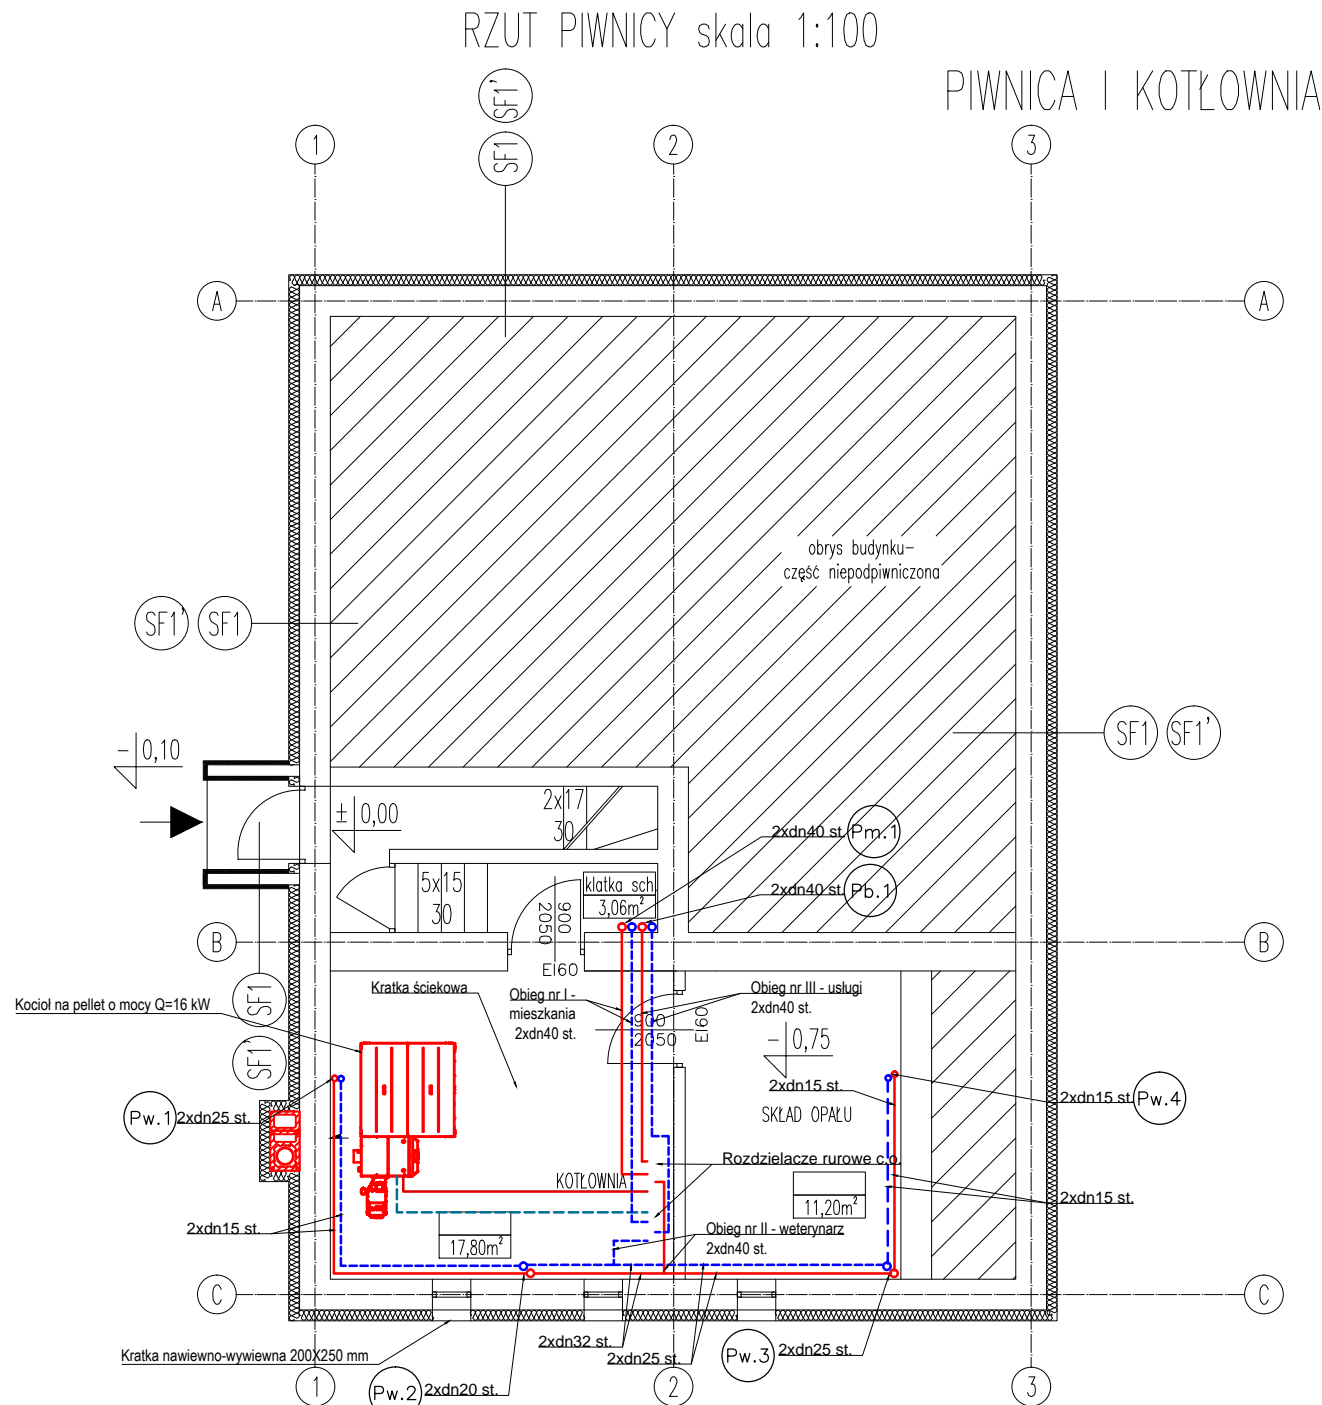 RZUT PIWNICY skala 1:100
PIWNICA I KOTŁOWNIA
SF1'
SF1
1
2
3
A
A
obrys budynku-
część niepodpiwniczona
SF1'
SF1
SF1
SF1'
- 0,10
± 0,00
2x17
30
2xdn40 st.
Pm.1
5x15
30
klatka sch.
3,06m²
2xdn40 st.
Pb.1
900
2050
EI60
B
B
SF1
SF1'
Kocioł na pellet o mocy Q=16 kW
Kratka ściekowa
Obieg nr I -
mieszkania
2xdn40 st.
Obieg nr III - usługi
2xdn40 st.
900
2050
EI60
- 0,75
2xdn15 st.
SKŁAD OPAŁU
2xdn15 st.
Pw.4
Pw.1
2xdn25 st.
Rozdzielacze rurowe c.o.
KOTŁOWNIA
11,20m²
2xdn15 st.
2xdn15 st.
17,80m²
Obieg nr II - weterynarz
2xdn40 st.
C
C
2xdn32 st.
2xdn25 st.
Pw.3
2xdn25 st.
Kratka nawiewno-wywiewna 200X250 mm
1
Pw.2
2xdn20 st.
2
3